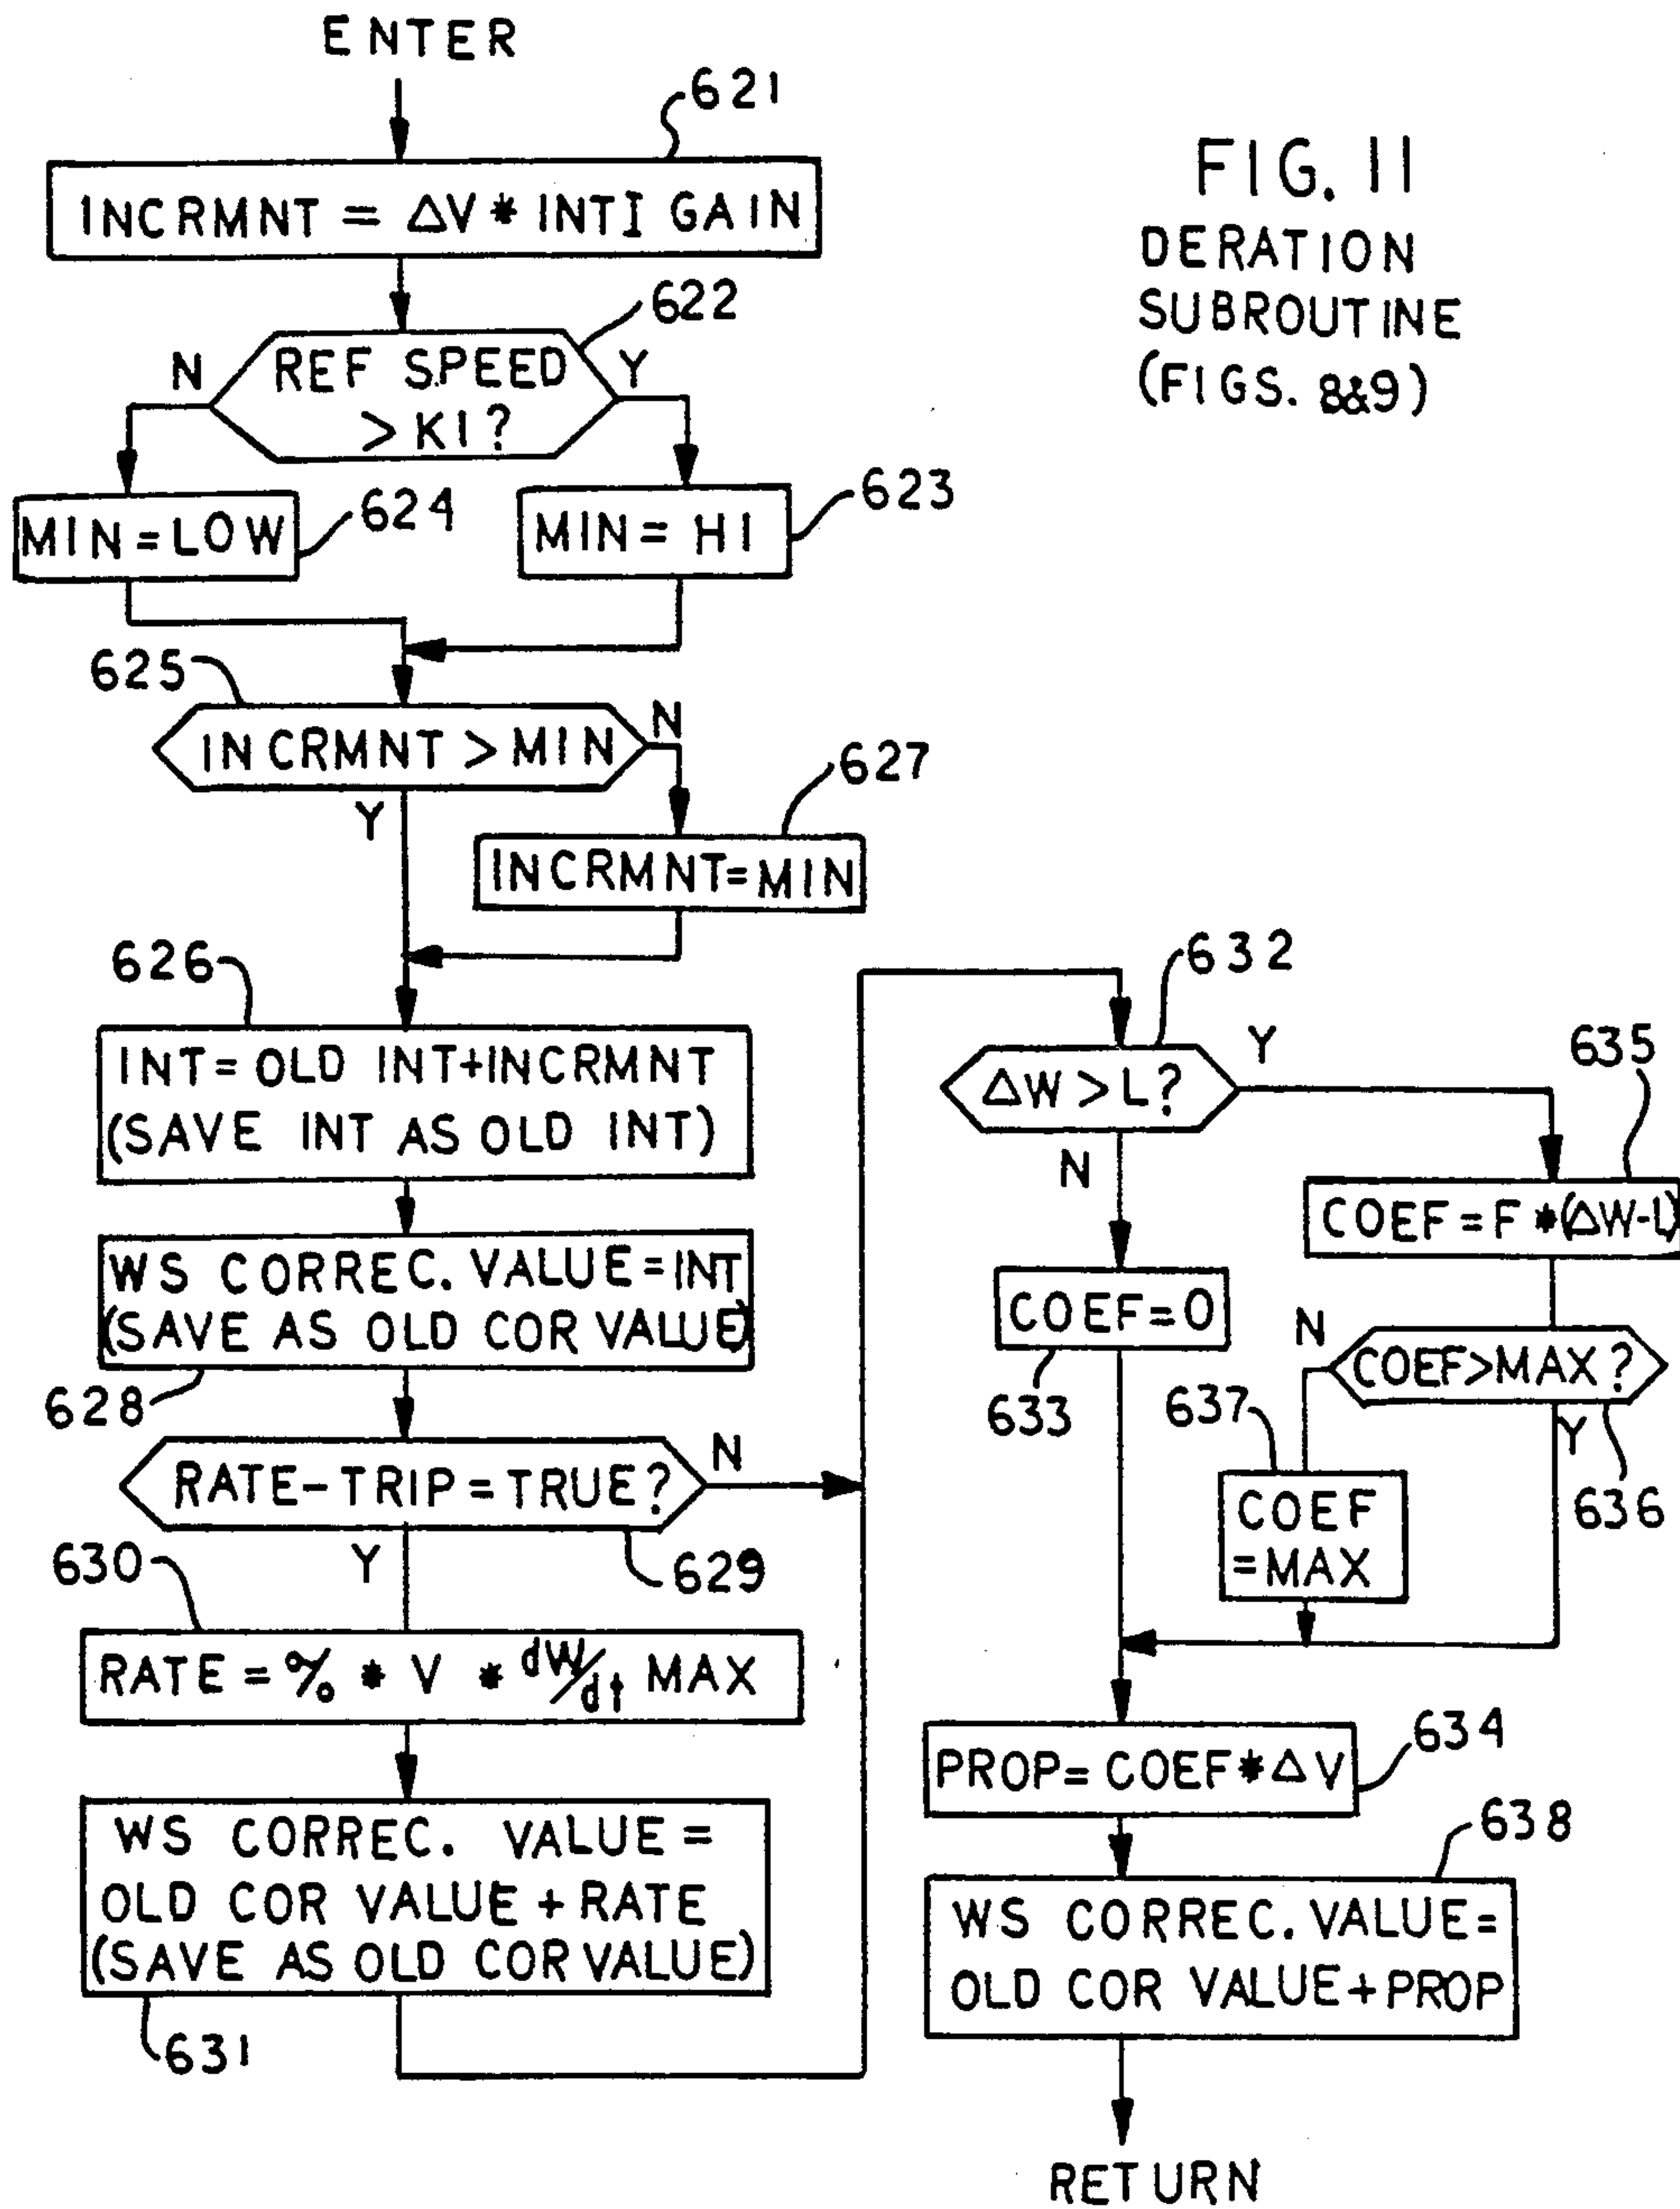 ENTER
621
INCRMNT = ΔV * INTI GAIN
FIG. 11
DERATION
SUBROUTINE
(FIGS. 8&9)
622
N
REF SPEED
> K1?
Y
MIN = LOW
624
MIN = HI
623
625
INCRMNT > MIN
N
Y
627
INCRMNT = MIN
626
INT = OLD INT + INCRMNT
(SAVE INT AS OLD INT)
WS CORREC. VALUE = INT
(SAVE AS OLD COR VALUE)
628
RATE-TRIP = TRUE?
N
Y
629
630
RATE = % * V * dW/dt MAX
WS CORREC. VALUE =
OLD COR VALUE + RATE
(SAVE AS OLD COR VALUE)
631
632
ΔW > L?
Y
N
635
COEF = F * (ΔW-L)
COEF = 0
633
N
COEF > MAX?
Y
636
637
COEF
= MAX
PROP = COEF * ΔV
634
638
WS CORREC. VALUE =
OLD COR VALUE + PROP
RETURN